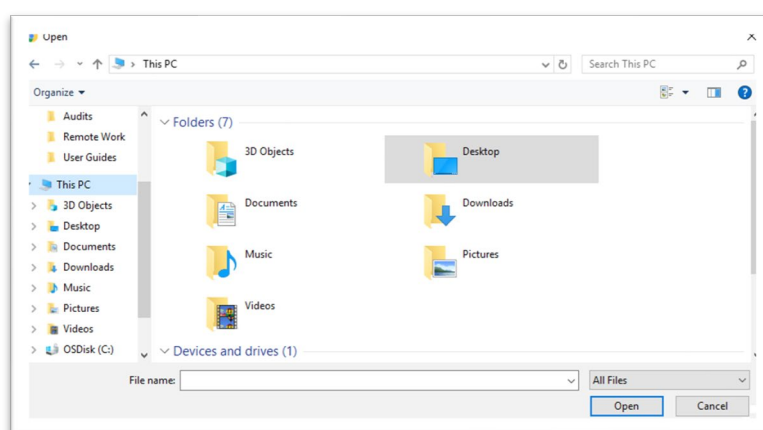 Open
This PC
Search This PC
Organize
Audits
Remote Work
User Guides
This PC
3D Objects
Desktop
Documents
Downloads
Music
Pictures
Videos
OSDisk (C:)
Folders (7)
3D Objects
Desktop
Documents
Downloads
Music
Pictures
Videos
Devices and drives (1)
File name:
All Files
Open
Cancel